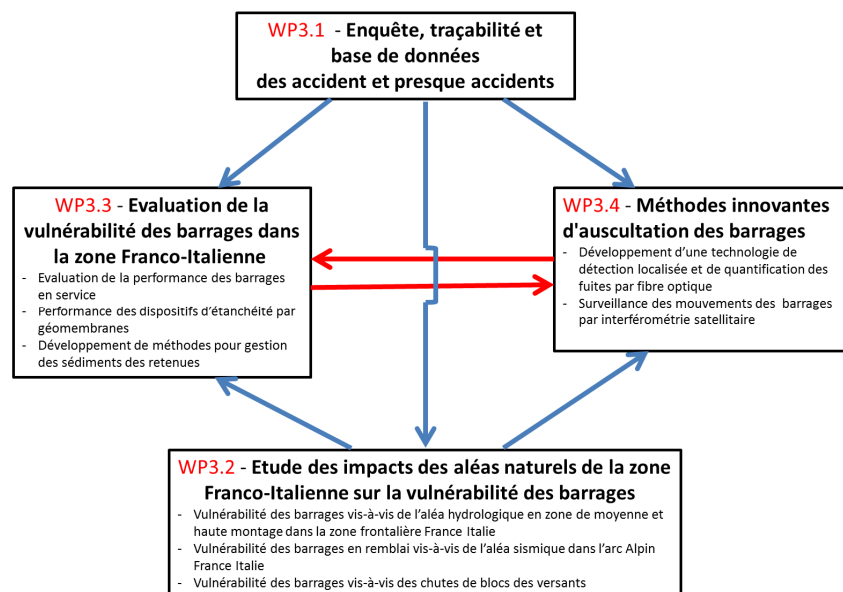 WP3.1 - Enquête, traçabilité et
base de données
des accident et presque accidents
WP3.3 - Evaluation de la
vulnérabilité des barrages dans
la zone Franco-Italienne
- Evaluation de la performance des barrages
en service
- Performance des dispositifs d'étanchéité par
géomembranes
- Développement de méthodes pour gestion
des sédiments des retenues
WP3.4 - Méthodes innovantes
d'auscultation des barrages
- Développement d'une technologie de
détection localisée et de quantification des
fuites par fibre optique
- Surveillance des mouvements des barrages
par interférométrie satellitaire
WP3.2 - Etude des impacts des aléas naturels de la zone
Franco-Italienne sur la vulnérabilité des barrages
- Vulnérabilité des barrages vis-à-vis de l'aléa hydrologique en zone de moyenne et
haute montage dans la zone frontalière France Italie
- Vulnérabilité des barrages en remblai vis-à-vis de l'aléa sismique dans l'arc Alpin
France Italie
- Vulnérabilité des barrages vis-à-vis des chutes de blocs des versants